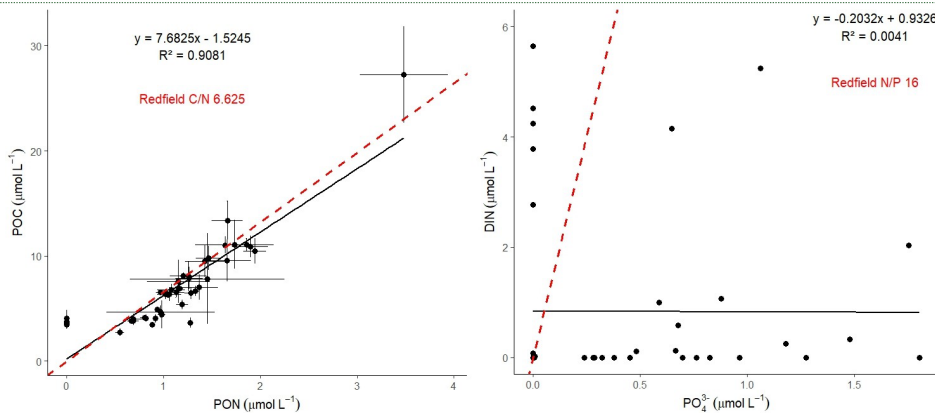 y = 7.6825x - 1.5245
R² = 0.9081
Redfield C/N 6.625
POC (μmol L⁻¹)
30
20
10
0
0
1
2
3
4
PON (μmol L⁻¹)
y = -0.2032x + 0.9326
R² = 0.0041
Redfield N/P 16
DIN (μmol L⁻¹)
6
4
2
0
0.0
0.5
1.0
1.5
PO₄³⁻ (μmol L⁻¹)